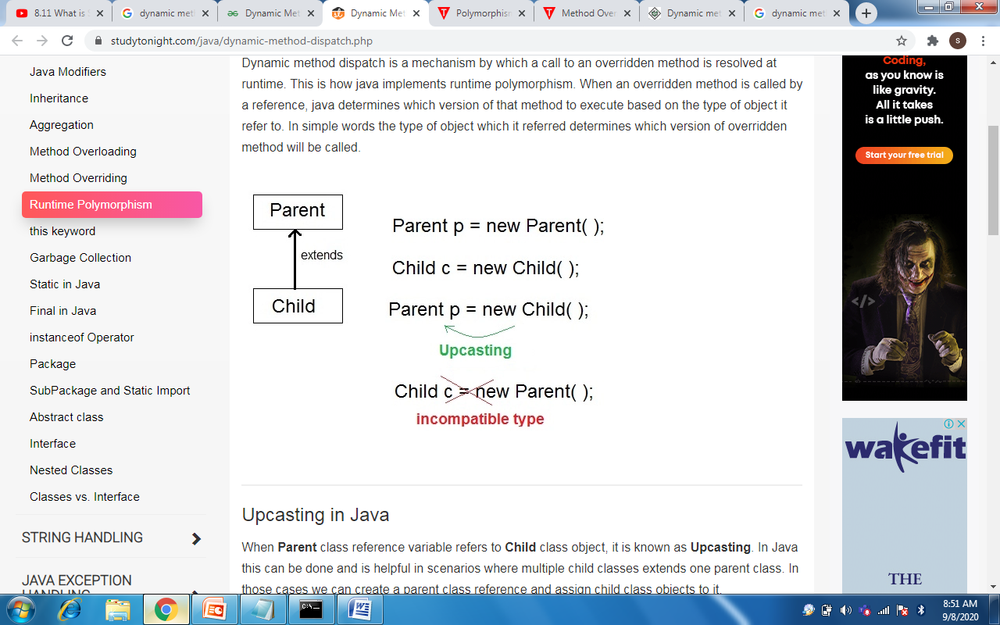 8.11 What is
dynamic met
Dynamic Met
Dynamic Met
Polymorphism
Method Over
Dynamic met
dynamic met
studytonight.com/java/dynamic-method-dispatch.php
S
Java Modifiers
Inheritance
Aggregation
Method Overloading
Method Overriding
Runtime Polymorphism
this keyword
Garbage Collection
Static in Java
Final in Java
instanceof Operator
Package
SubPackage and Static Import
Abstract class
Interface
Nested Classes
Classes vs. Interface
STRING HANDLING
JAVA EXCEPTION
HANDLING
Dynamic method dispatch is a mechanism by which a call to an overridden method is resolved at
runtime. This is how java implements runtime polymorphism. When an overridden method is called by
a reference, java determines which version of that method to execute based on the type of object it
refer to. In simple words the type of object which it referred determines which version of overridden
method will be called.
Parent
extends
Child
Parent p = new Parent( );
Child c = new Child( );
Parent p = new Child( );
Upcasting
Child c = new Parent( );
incompatible type
Upcasting in Java
When Parent class reference variable refers to Child class object, it is known as Upcasting. In Java
this can be done and is helpful in scenarios where multiple child classes extends one parent class. In
those cases we can create a parent class reference and assign child class objects to it.
Coding,
as you know is
like gravity.
All it takes
is a little push.
Start your free trial
</>
wakefit
THE
8:51 AM
9/8/2020